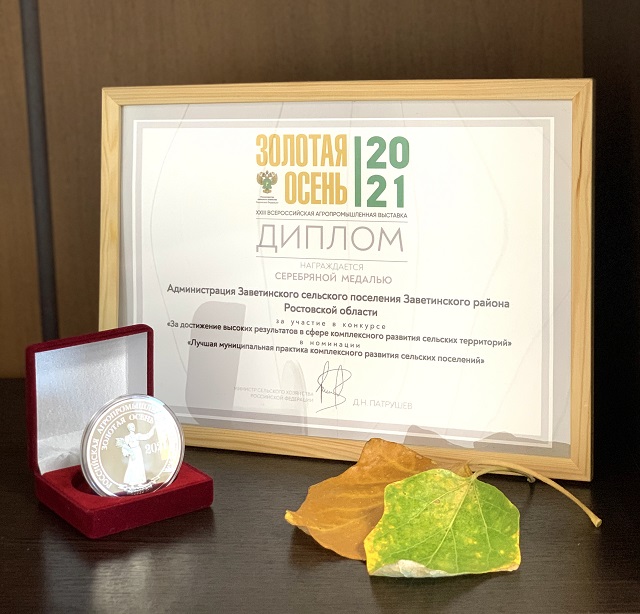 ЗОЛОТАЯ
ОСЕНЬ
20
21
XXIII ВСЕРОССИЙСКАЯ АГРОПРОМЫШЛЕННАЯ ВЫСТАВКА
ДИПЛОМ
НАГРАЖДАЕТСЯ
СЕРЕБРЯНОЙ МЕДАЛЬЮ
Администрация Заветинского сельского поселения Заветинского района
Ростовской области
за участие в конкурсе
«За достижение высоких результатов в сфере комплексного развития сельских территорий»
в номинации
«Лучшая муниципальная практика комплексного развития сельских поселений»
МИНИСТР СЕЛЬСКОГО ХОЗЯЙСТВА
РОССИЙСКОЙ ФЕДЕРАЦИИ
Д.Н. ПАТРУШЕВ
ЗОЛОТАЯ ОСЕНЬ